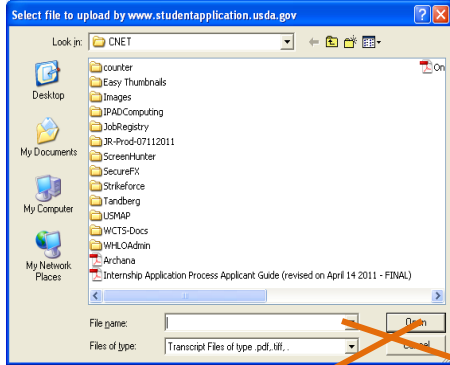 Select file to upload by www.studentapplication.usda.gov
Look in: CNET
counter
Easy Thumbnails
Images
IPADComputing
JobRegistry
JR-Prod-07112011
ScreenHunter
SecureFX
Strikeforce
Tandberg
USMAP
WCTS-Docs
WHLOAdmin
Archana
Internship Application Process Applicant Guide (revised on April 14 2011 - FINAL)
On
Desktop
My Documents
My Computer
My Network
Places
File name:
Open
Files of type: Transcript Files of type .pdf,.tiff, .
Cancel